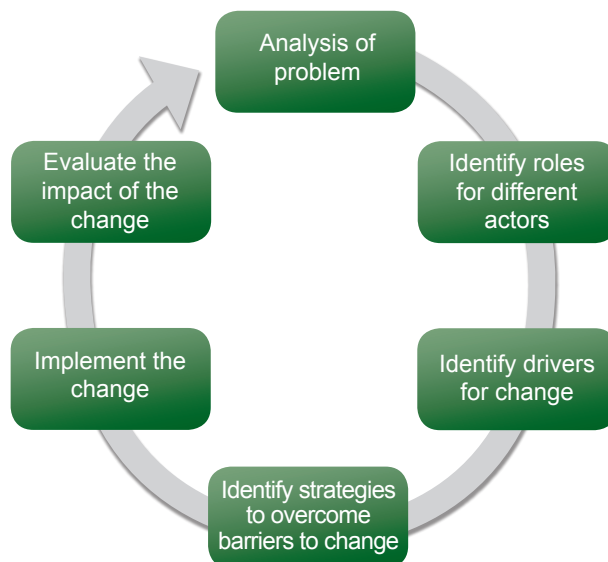 Analysis of
problem
Identify roles
for different
actors
Identify drivers
for change
Identify strategies
to overcome
barriers to change
Implement the
change
Evaluate the
impact of the
change